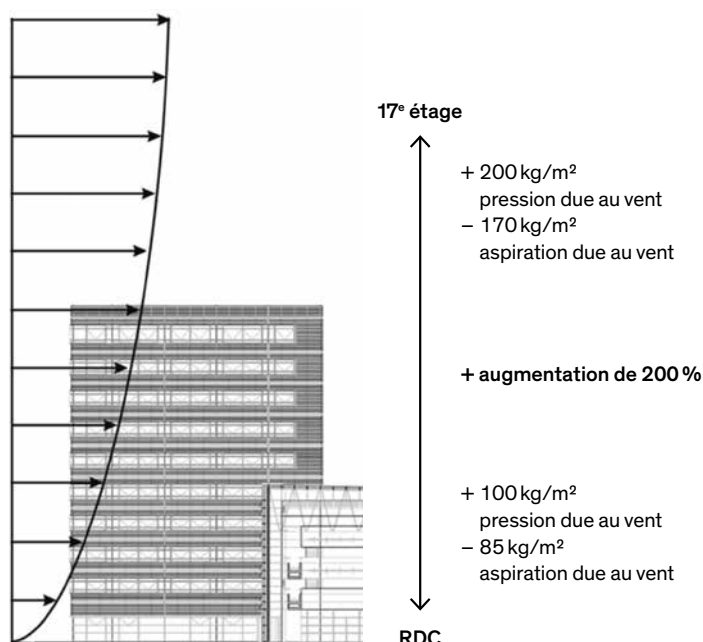 17ᵉ étage
+ 200 kg/m²
pression due au vent
– 170 kg/m²
aspiration due au vent
+ augmentation de 200 %
+ 100 kg/m²
pression due au vent
– 85 kg/m²
aspiration due au vent
RDC